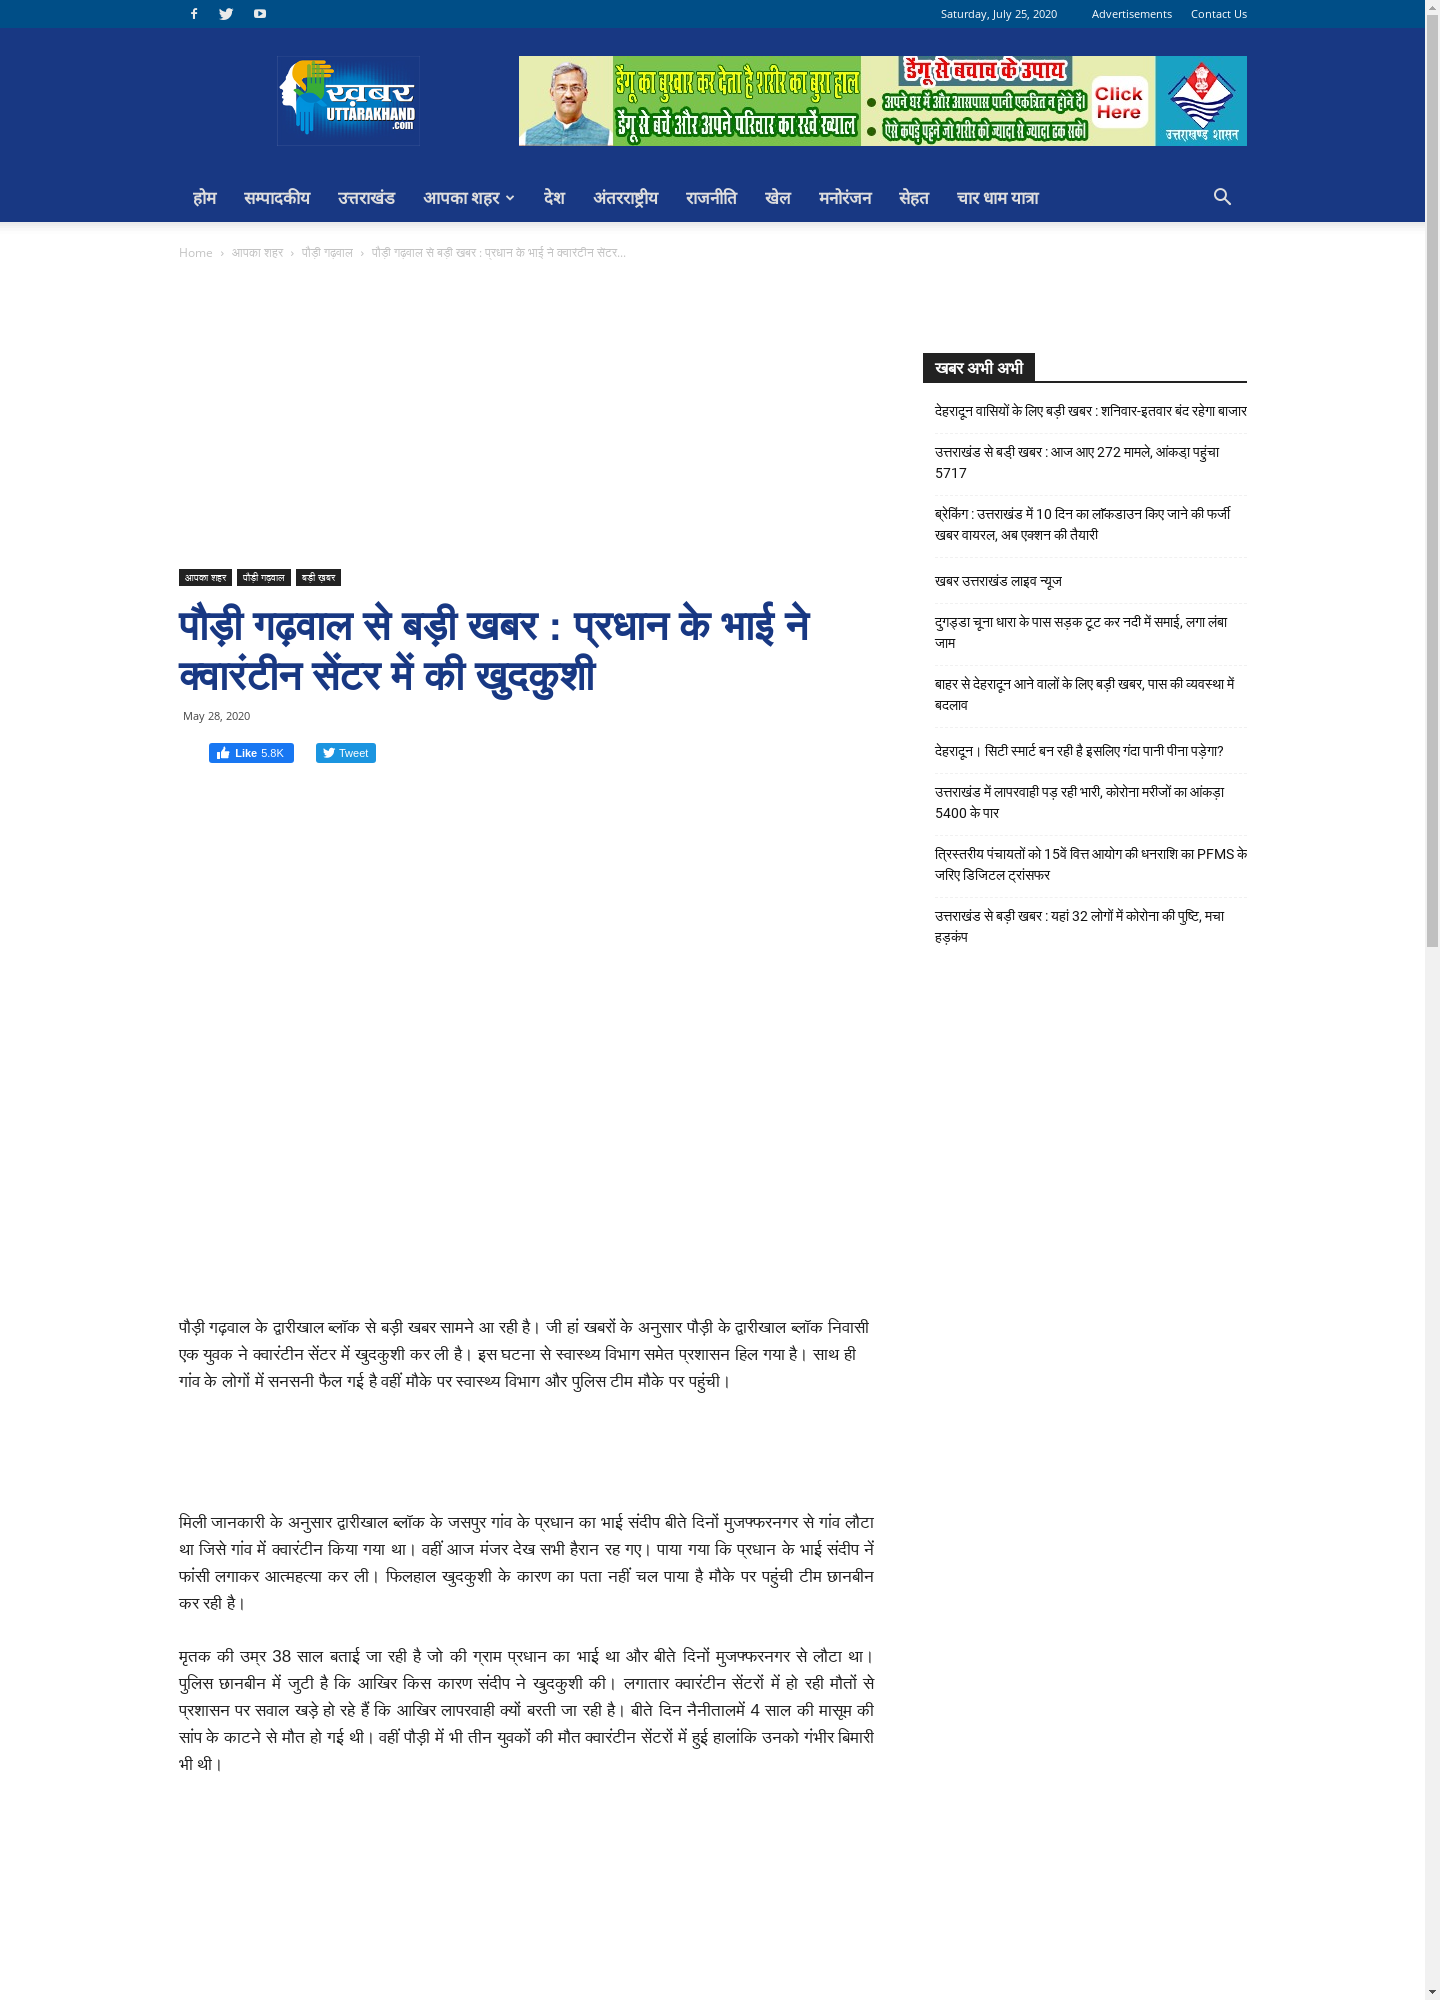 Saturday, July 25, 2020
Advertisements
Contact Us
ख़बर
UTTARAKHAND
.com
डेंगू का बुखार कर देता है शरीर का बुरा हाल
डेंगू से बचें और अपने परिवार का रखें ख्याल
डेंगू से बचाव के उपाय
अपने घर में और आसपास पानी एकत्रित न होने दें।
ऐसे कपड़े पहनें जो शरीर को ज्यादा से ज्यादा ढक सकें।
Click
Here
उत्तराखण्ड शासन
होम सम्पादकीय उत्तराखंड आपका शहर देश अंतरराष्ट्रीय राजनीति खेल मनोरंजन सेहत चार धाम यात्रा
Home › आपका शहर › पौड़ी गढ़वाल › पौड़ी गढ़वाल से बड़ी खबर : प्रधान के भाई ने क्वारंटीन सेंटर...
आपका शहर पौड़ी गढ़वाल बड़ी ख़बर
पौड़ी गढ़वाल से बड़ी खबर : प्रधान के भाई ने
क्वारंटीन सेंटर में की खुदकुशी
May 28, 2020
Like 5.8K
Tweet
पौड़ी गढ़वाल के द्वारीखाल ब्लॉक से बड़ी खबर सामने आ रही है। जी हां खबरों के अनुसार पौड़ी के द्वारीखाल ब्लॉक निवासी
एक युवक ने क्वारंटीन सेंटर में खुदकुशी कर ली है। इस घटना से स्वास्थ्य विभाग समेत प्रशासन हिल गया है। साथ ही
गांव के लोगों में सनसनी फैल गई है वहीं मौके पर स्वास्थ्य विभाग और पुलिस टीम मौके पर पहुंची।
मिली जानकारी के अनुसार द्वारीखाल ब्लॉक के जसपुर गांव के प्रधान का भाई संदीप बीते दिनों मुजफ्फरनगर से गांव लौटा
था जिसे गांव में क्वारंटीन किया गया था। वहीं आज मंजर देख सभी हैरान रह गए। पाया गया कि प्रधान के भाई संदीप नें
फांसी लगाकर आत्महत्या कर ली। फिलहाल खुदकुशी के कारण का पता नहीं चल पाया है मौके पर पहुंची टीम छानबीन
कर रही है।
मृतक की उम्र 38 साल बताई जा रही है जो की ग्राम प्रधान का भाई था और बीते दिनों मुजफ्फरनगर से लौटा था।
पुलिस छानबीन में जुटी है कि आखिर किस कारण संदीप ने खुदकुशी की। लगातार क्वारंटीन सेंटरों में हो रही मौतों से
प्रशासन पर सवाल खड़े हो रहे हैं कि आखिर लापरवाही क्यों बरती जा रही है। बीते दिन नैनीतालमें 4 साल की मासूम की
सांप के काटने से मौत हो गई थी। वहीं पौड़ी में भी तीन युवकों की मौत क्वारंटीन सेंटरों में हुई हालांकि उनको गंभीर बिमारी
भी थी।
खबर अभी अभी
देहरादून वासियों के लिए बड़ी खबर : शनिवार-इतवार बंद रहेगा बाजार
उत्तराखंड से बड़ी खबर : आज आए 272 मामले, आंकड़ा पहुंचा
5717
ब्रेकिंग : उत्तराखंड में 10 दिन का लाॅकडाउन किए जाने की फर्जी
खबर वायरल, अब एक्शन की तैयारी
खबर उत्तराखंड लाइव न्यूज
दुगड्डा चूना धारा के पास सड़क टूट कर नदी में समाई, लगा लंबा
जाम
बाहर से देहरादून आने वालों के लिए बड़ी खबर, पास की व्यवस्था में
बदलाव
देहरादून। सिटी स्मार्ट बन रही है इसलिए गंदा पानी पीना पड़ेगा?
उत्तराखंड में लापरवाही पड़ रही भारी, कोरोना मरीजों का आंकड़ा
5400 के पार
त्रिस्तरीय पंचायतों को 15वें वित्त आयोग की धनराशि का PFMS के
जरिए डिजिटल ट्रांसफर
उत्तराखंड से बड़ी खबर : यहां 32 लोगों में कोरोना की पुष्टि, मचा
हड़कंप